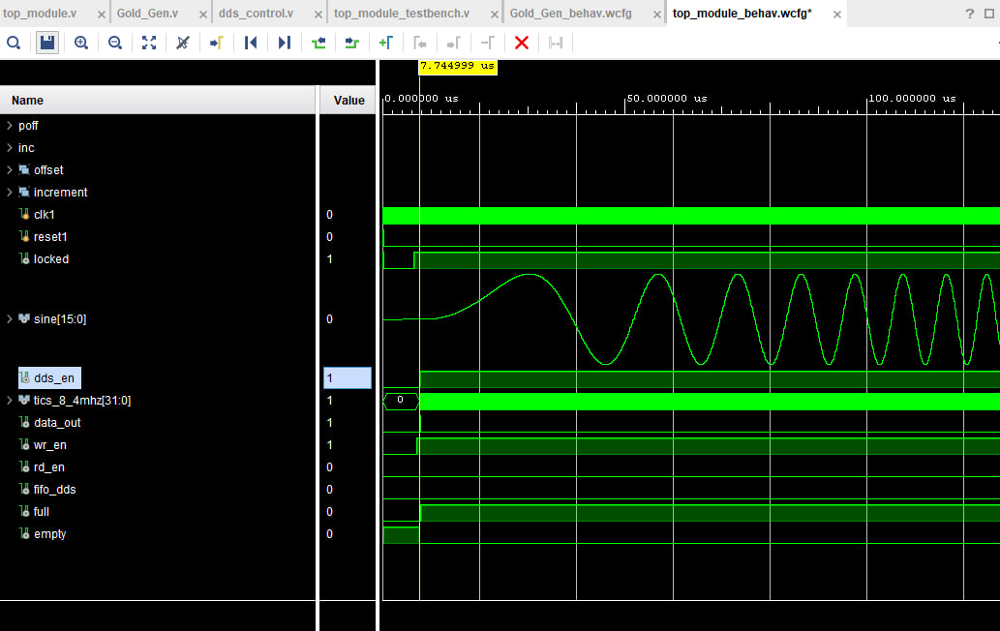 top_module.v
Gold_Gen.v
dds_control.v
top_module_testbench.v
Gold_Gen_behav.wcfg
top_module_behav.wcfg*
7.744999 us
Name Value
0.000000 us 50.000000 us 100.000000 us
poff
inc
offset
increment
clk1 0
reset1 0
locked 1
sine[15:0] 0
dds_en 1
tics_8_4mhz[31:0] 1 0
data_out 1
wr_en 1
rd_en 0
fifo_dds 0
full 0
empty 0